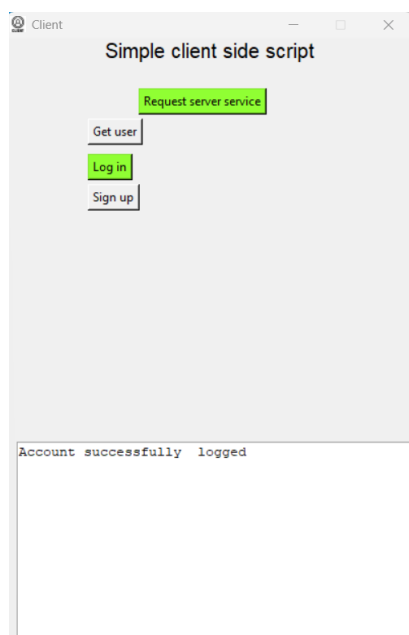 Client
Simple client side script
Request server service
Get user
Log in
Sign up
Account successfully  logged